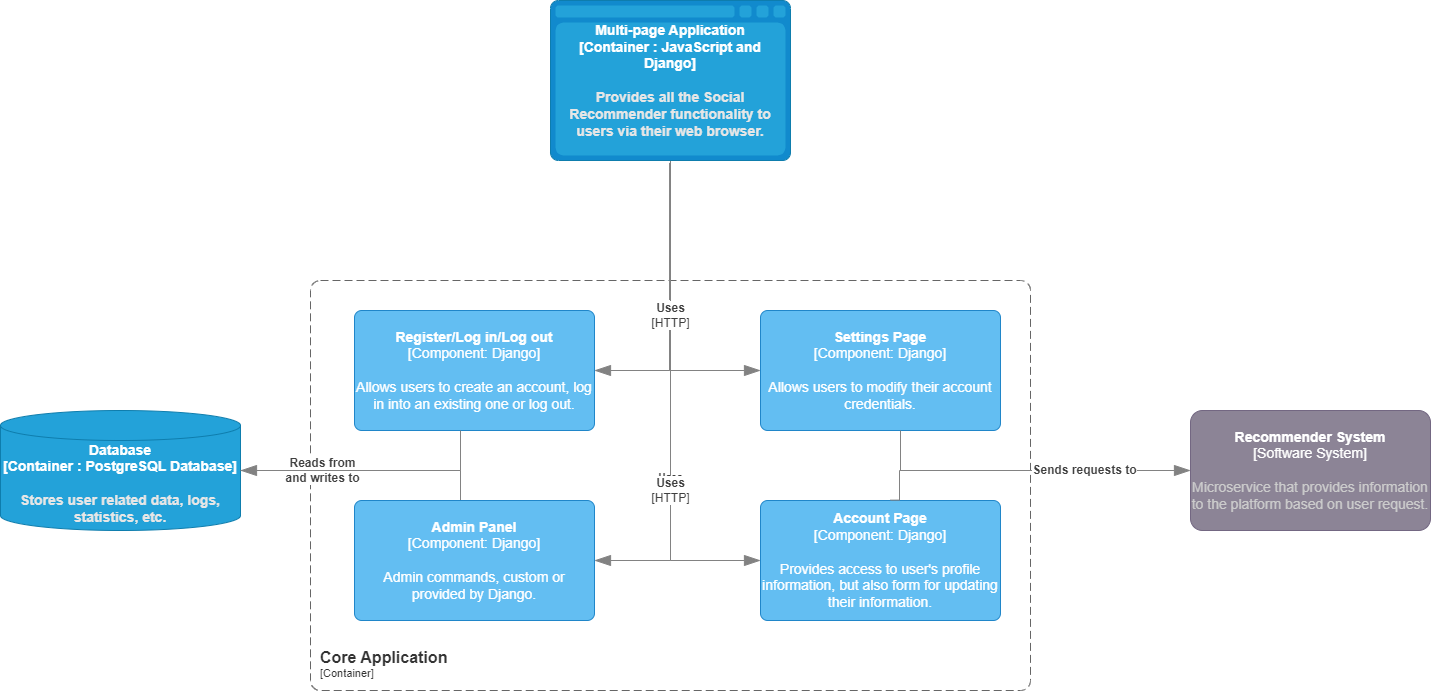 Multi-page Application
[Container : JavaScript and
Django]
Provides all the Social
Recommender functionality to
users via their web browser.
Uses
[HTTP]
Register/Log in/Log out
[Component: Django]
Allows users to create an account, log
in into an existing one or log out.
Settings Page
[Component: Django]
Allows users to modify their account
credentials.
Database
[Container : PostgreSQL Database]
Stores user related data, logs,
statistics, etc.
Reads from
and writes to
Uses
[HTTP]
Sends requests to
Recommender System
[Software System]
Microservice that provides information
to the platform based on user request.
Admin Panel
[Component: Django]
Admin commands, custom or
provided by Django.
Account Page
[Component: Django]
Provides access to user's profile
information, but also form for updating
their information.
Core Application
[Container]